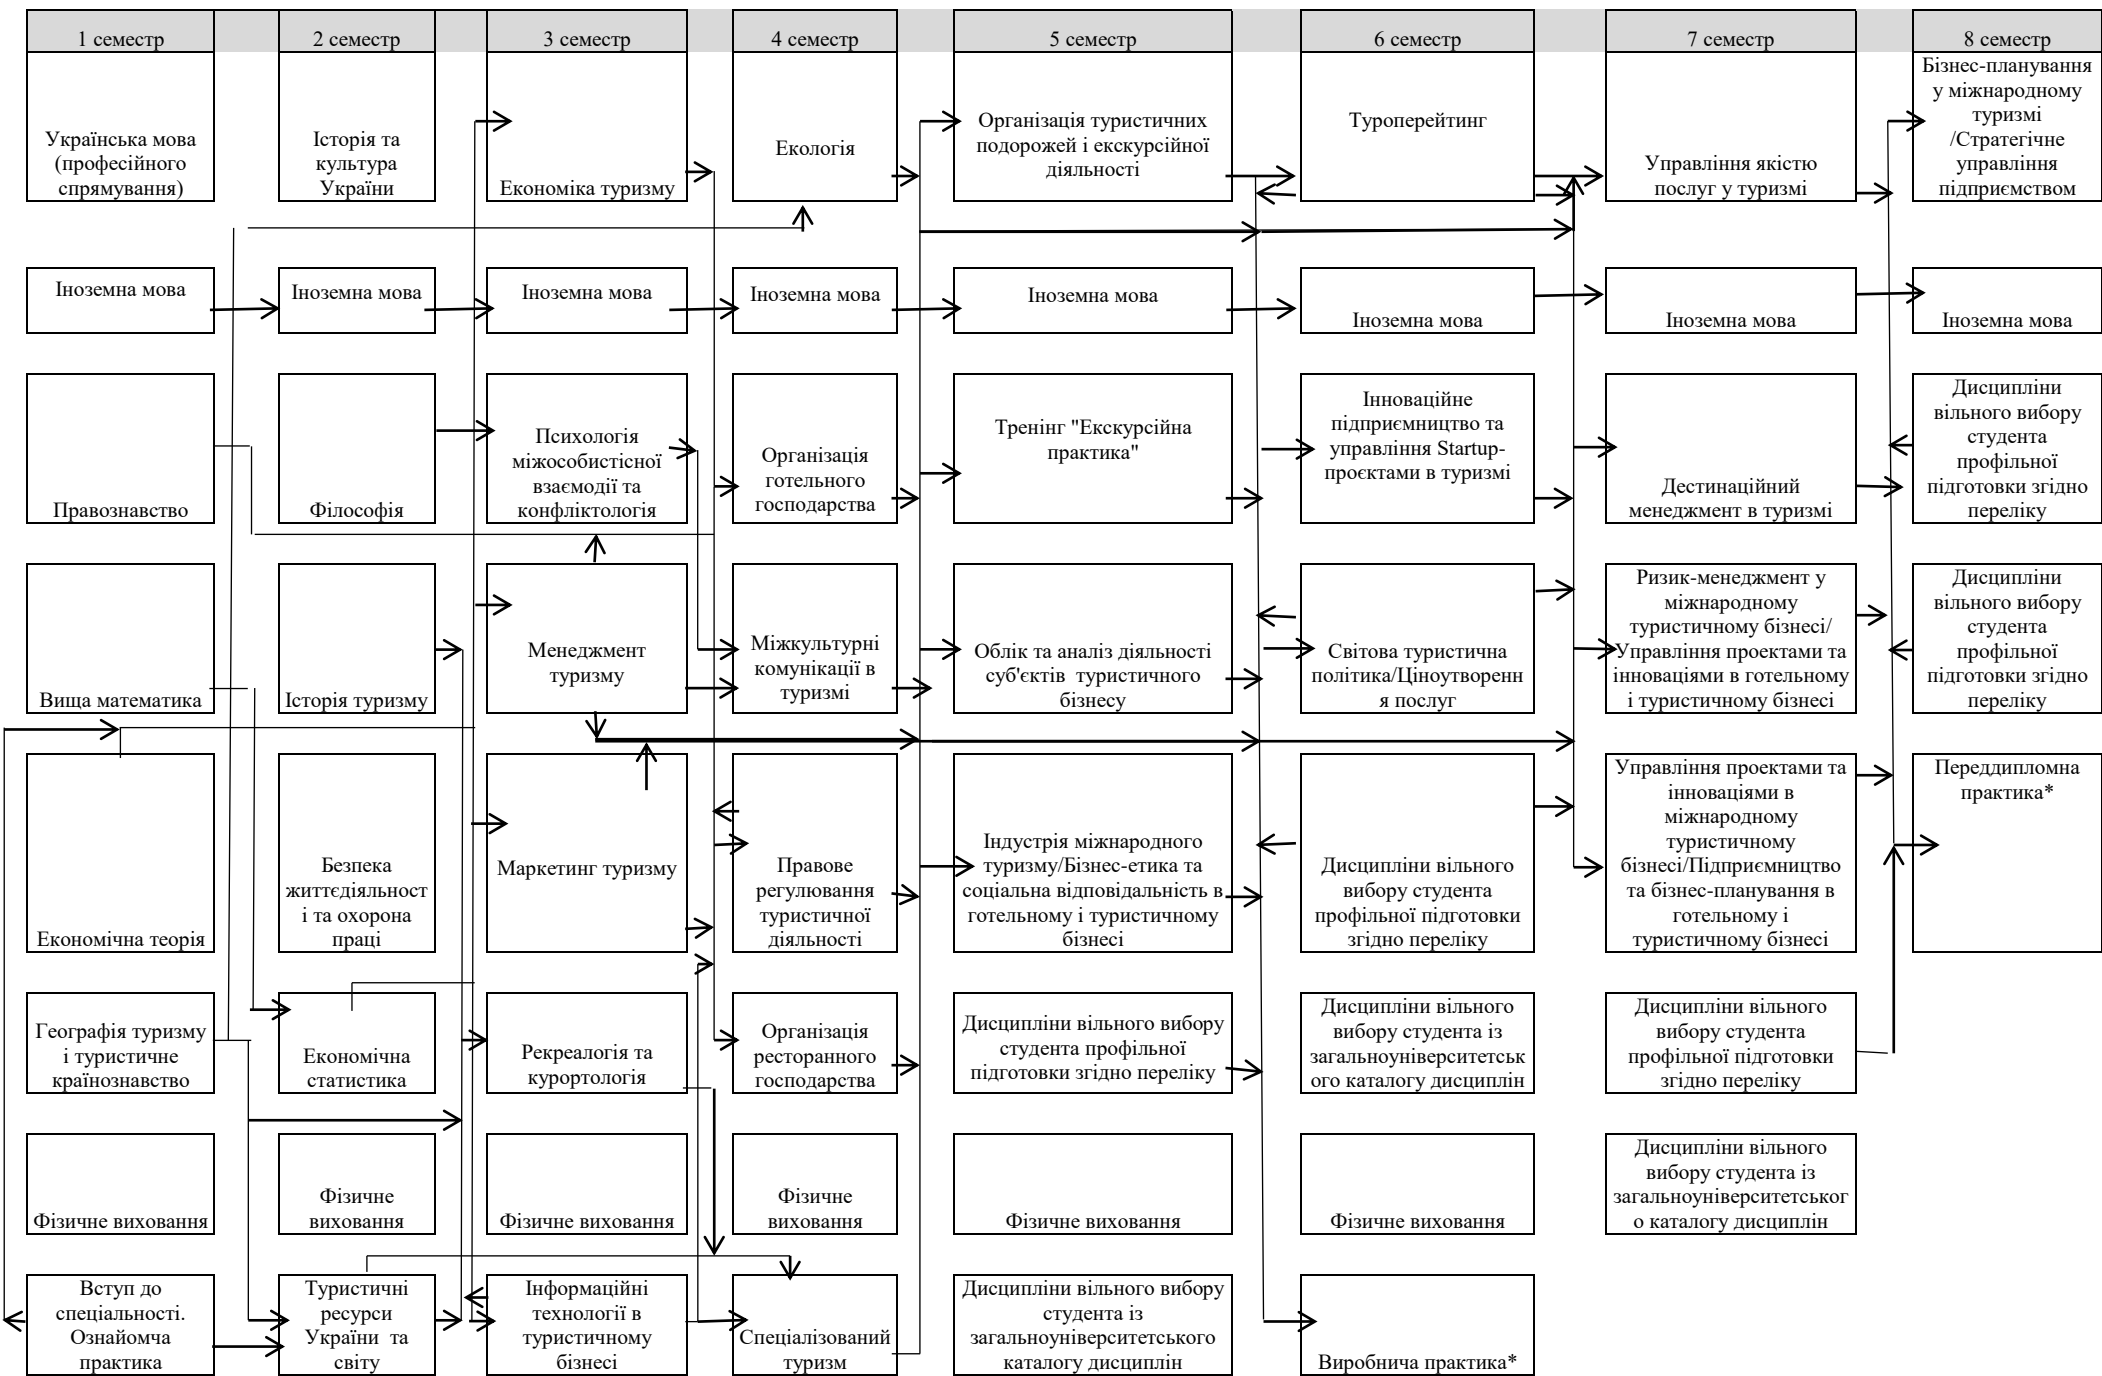 1 семестр
2 семестр
3 семестр
4 семестр
5 семестр
6 семестр
7 семестр
8 семестр
Українська мова
(професійного
спрямування)
Історія та
культура
України
Економіка туризму
Екологія
Організація туристичних
подорожей і екскурсійної
діяльності
Туроперейтинг
Управління якістю
послуг у туризмі
Бізнес-планування
у міжнародному
туризмі
/Стратегічне
управління
підприємством
Іноземна мова
Іноземна мова
Іноземна мова
Іноземна мова
Іноземна мова
Іноземна мова
Іноземна мова
Іноземна мова
Правознавство
Філософія
Психологія
міжособистісної
взаємодії та
конфліктологія
Організація
готельного
господарства
Тренінг "Екскурсійна
практика"
Інноваційне
підприємництво та
управління Startup-
проєктами в туризмі
Дестинаційний
менеджмент в туризмі
Дисципліни
вільного вибору
студента
профільної
підготовки згідно
переліку
Вища математика
Історія туризму
Менеджмент
туризму
Міжкультурні
комунікації в
туризмі
Облік та аналіз діяльності
суб'єктів туристичного
бізнесу
Світова туристична
політика/Ціноутворенн
я послуг
Ризик-менеджмент у
міжнародному
туристичному бізнесі/
Управління проектами та
інноваціями в готельному
і туристичному бізнесі
Дисципліни
вільного вибору
студента
профільної
підготовки згідно
переліку
Економічна теорія
Безпека
життєдіяльност
і та охорона
праці
Маркетинг туризму
Правове
регулювання
туристичної
діяльності
Індустрія міжнародного
туризму/Бізнес-етика та
соціальна відповідальність в
готельному і туристичному
бізнесі
Дисципліни вільного
вибору студента
профільної підготовки
згідно переліку
Управління проектами та
інноваціями в
міжнародному
туристичному
бізнесі/Підприємництво
та бізнес-планування в
готельному і
туристичному бізнесі
Переддипломна
практика*
Географія туризму
і туристичне
країнознавство
Економічна
статистика
Рекреалогія та
курортологія
Організація
ресторанного
господарства
Дисципліни вільного вибору
студента профільної
підготовки згідно переліку
Дисципліни вільного
вибору студента із
загальноуніверситетськ
ого каталогу дисциплін
Дисципліни вільного
вибору студента
профільної підготовки
згідно переліку
Фізичне виховання
Фізичне
виховання
Фізичне виховання
Фізичне
виховання
Фізичне виховання
Фізичне виховання
Дисципліни вільного
вибору студента із
загальноуніверситетськог
о каталогу дисциплін
Вступ до
спеціальності.
Ознайомча
практика
Туристичні
ресурси
України та
світу
Інформаційні
технології в
туристичному
бізнесі
Спеціалізований
туризм
Дисципліни вільного вибору
студента із
загальноуніверситетського
каталогу дисциплін
Виробнича практика*